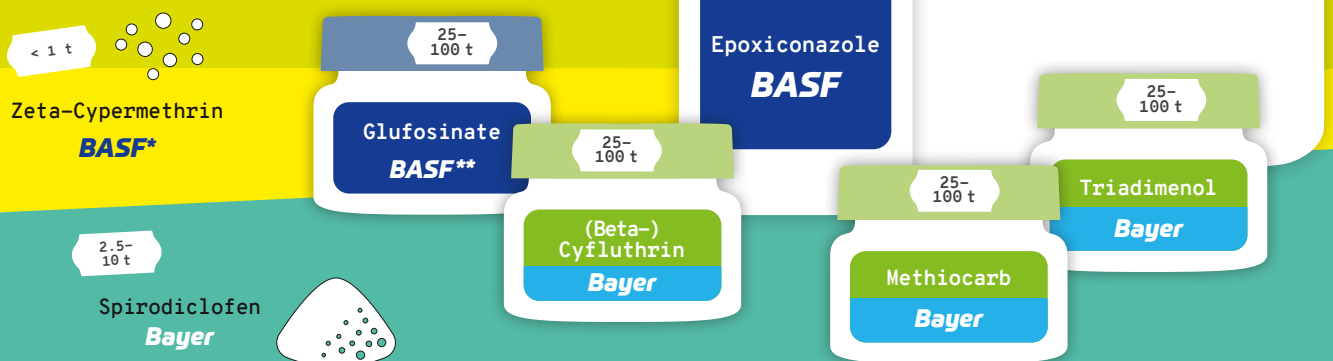 < 1 t
Zeta-Cypermethrin
BASF*
25-
100 t
Glufosinate
BASF**
25-
100 t
(Beta-)
Cyfluthrin
Bayer
Epoxiconazole
BASF
25-
100 t
Triadimenol
Bayer
25-
100 t
Methiocarb
Bayer
2.5-
10 t
Spirodiclofen
Bayer